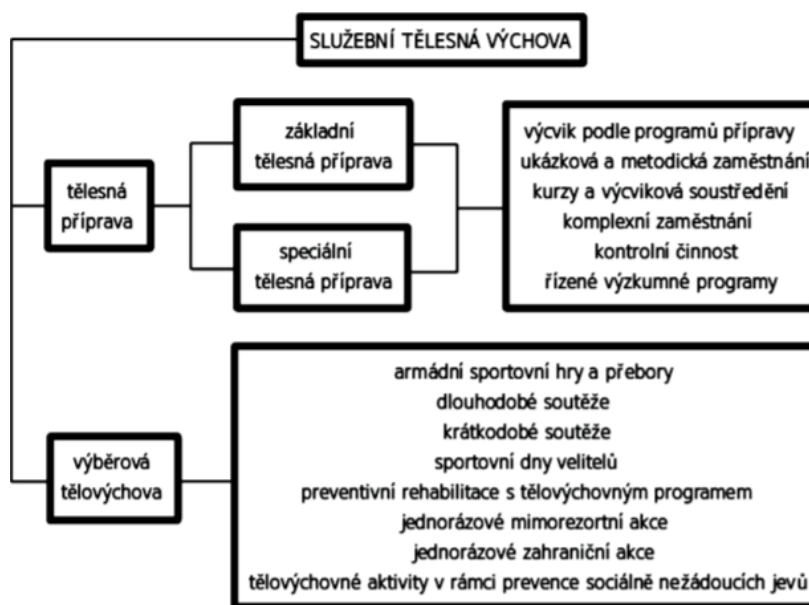 SLUŽEBNÍ TĚLESNÁ VÝCHOVA
tělesná
příprava
základní
tělesná příprava
speciální
tělesná příprava
výcvik podle programů přípravy
ukázková a metodická zaměstnání
kurzy a výcviková soustředění
komplexní zaměstnání
kontrolní činnost
řízené výzkumné programy
výběrová
tělovýchova
armádní sportovní hry a přebory
dlouhodobé soutěže
krátkodobé soutěže
sportovní dny velitelů
preventivní rehabilitace s tělovýchovným programem
jednorázové mimorezortní akce
jednorázové zahraniční akce
tělovýchovné aktivity v rámci prevence sociálně nežádoucích jevů